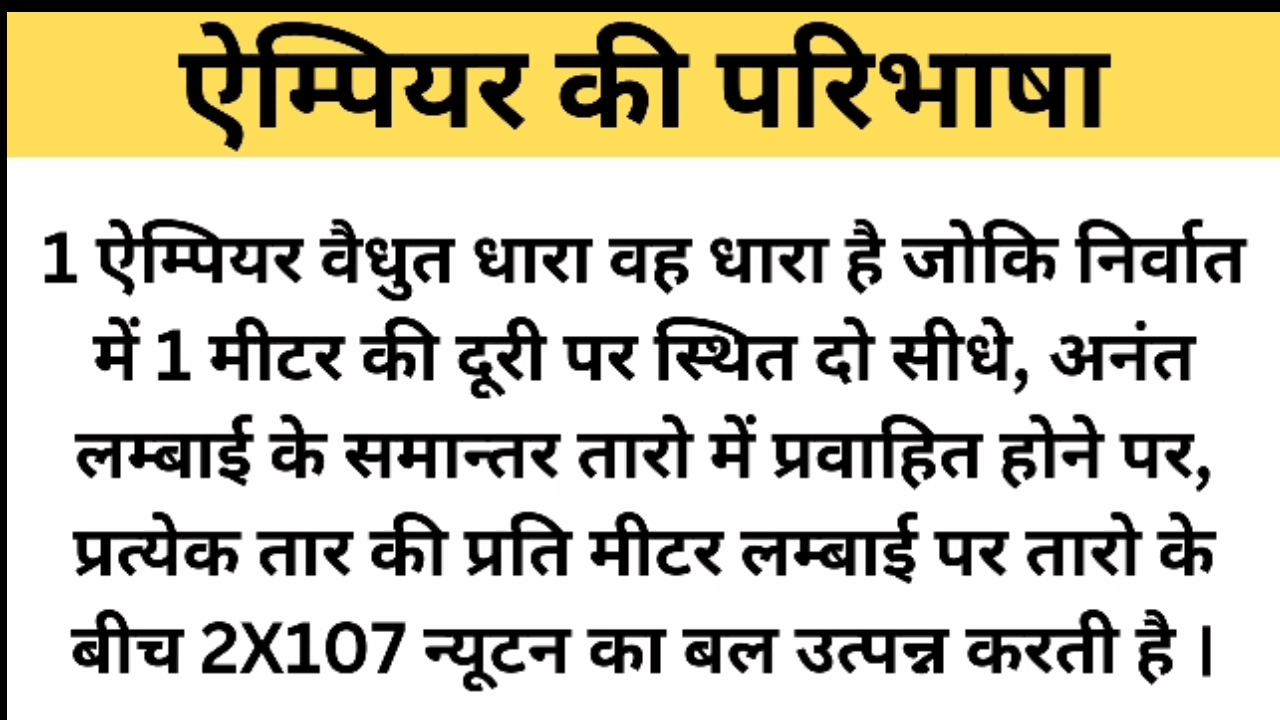 ऐम्पियर की परिभाषा
1 ऐम्पियर वैधुत धारा वह धारा है जोकि निर्वात
में 1 मीटर की दूरी पर स्थित दो सीधे, अनंत
लम्बाई के समान्तर तारो में प्रवाहित होने पर,
प्रत्येक तार की प्रति मीटर लम्बाई पर तारो के
बीच 2X107 न्यूटन का बल उत्पन्न करती है ।